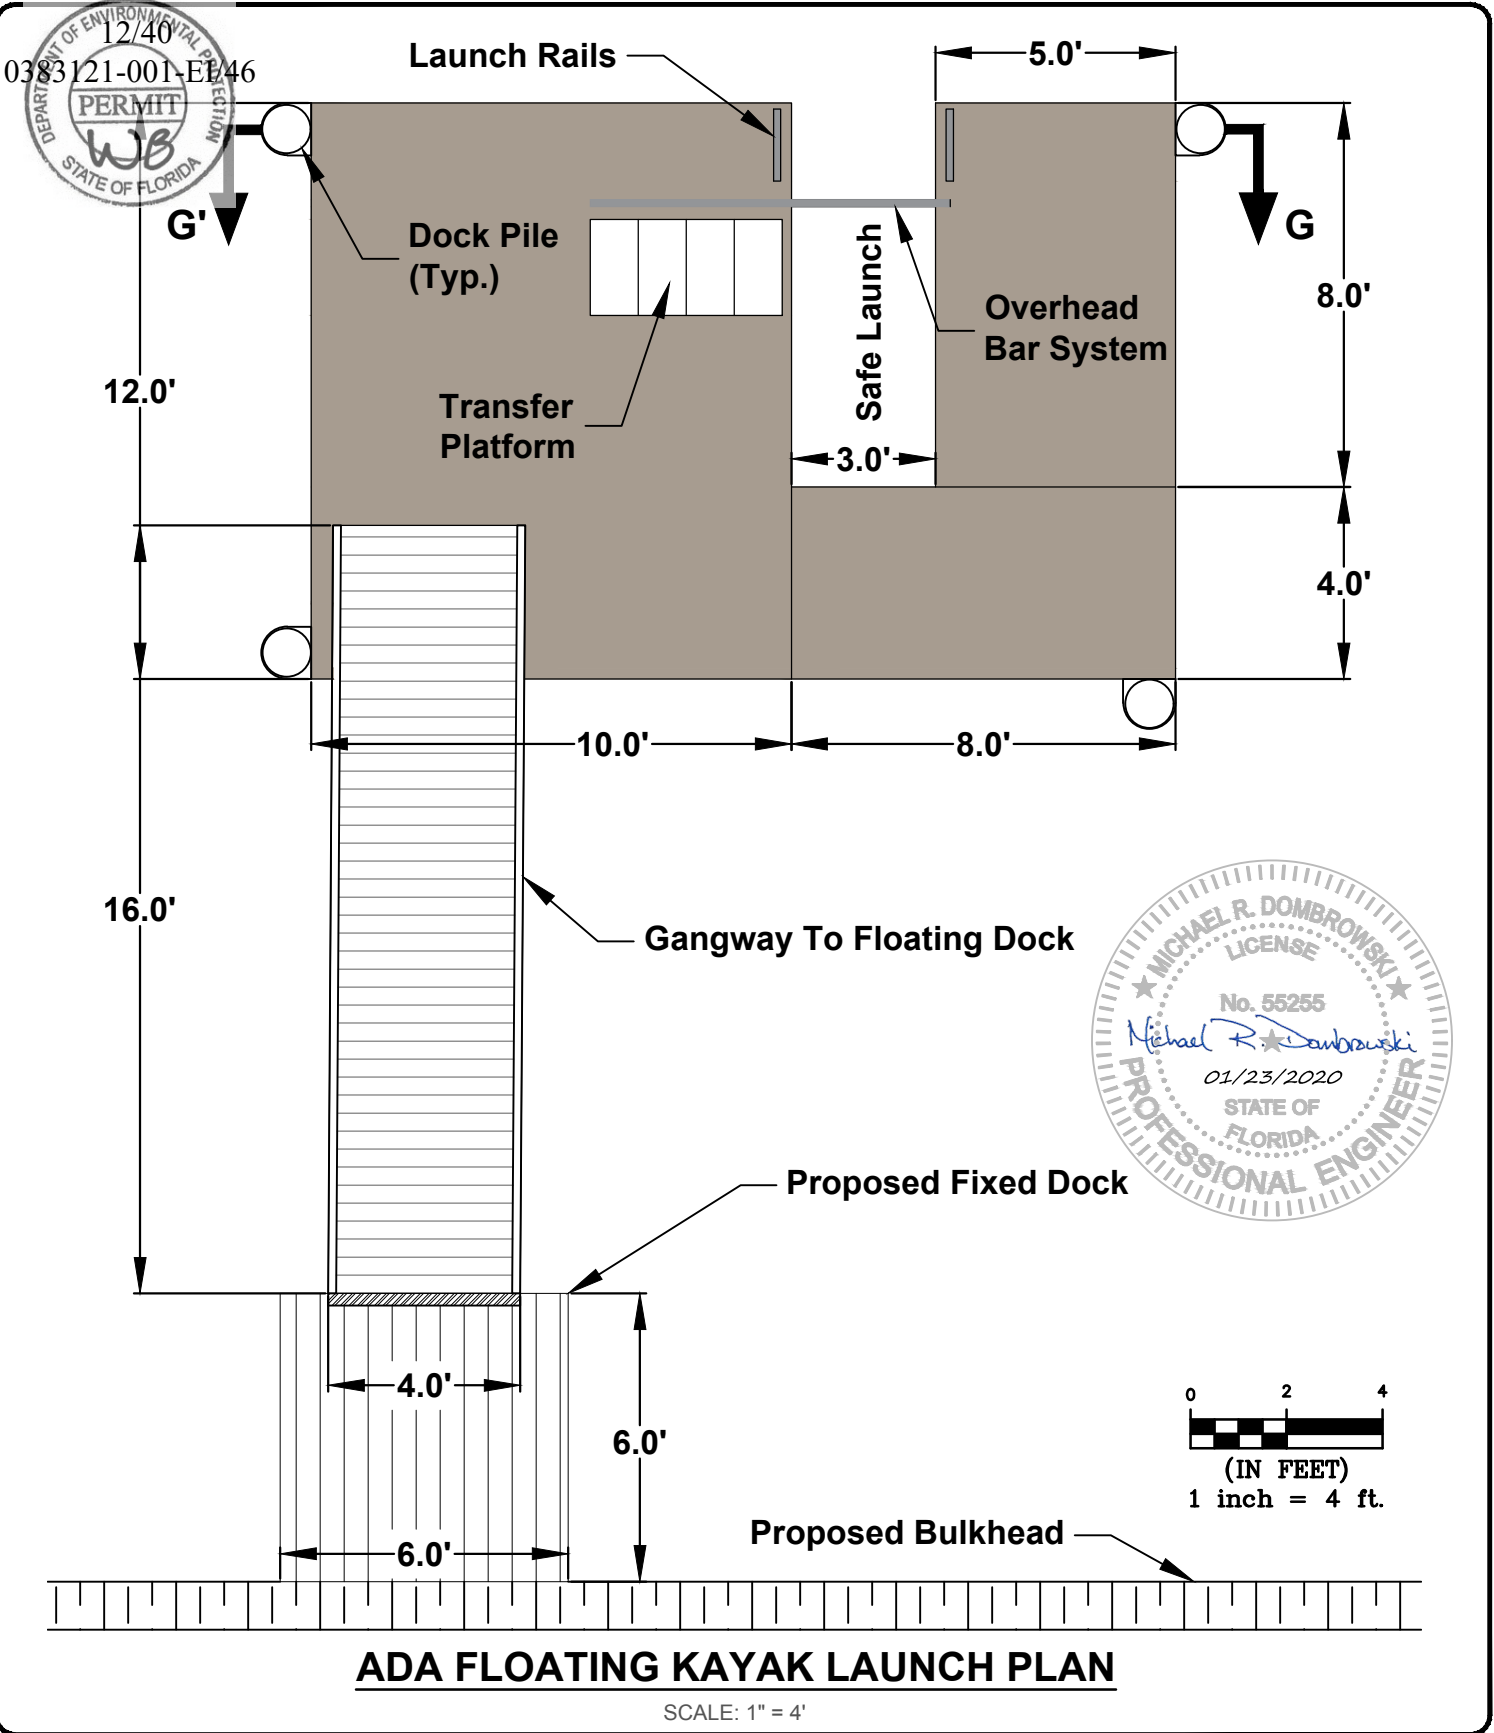 12/40
0383121-001-EI/46
DEPARTMENT OF ENVIRONMENTAL PROTECTION
PERMIT
WB
STATE OF FLORIDA
Launch Rails
5.0'
G'
G
Dock Pile
(Typ.)
Safe Launch
Overhead
Bar System
8.0'
12.0'
Transfer
Platform
3.0'
4.0'
10.0'
8.0'
16.0'
Gangway To Floating Dock
MICHAEL R. DOMBROWSKI
LICENSE
No. 55255
Michael R. Dombrowski
01/23/2020
STATE OF
FLORIDA
PROFESSIONAL ENGINEER
Proposed Fixed Dock
4.0'
6.0'
0 2 4
(IN FEET)
1 inch = 4 ft.
Proposed Bulkhead
6.0'
ADA FLOATING KAYAK LAUNCH PLAN
SCALE: 1" = 4'